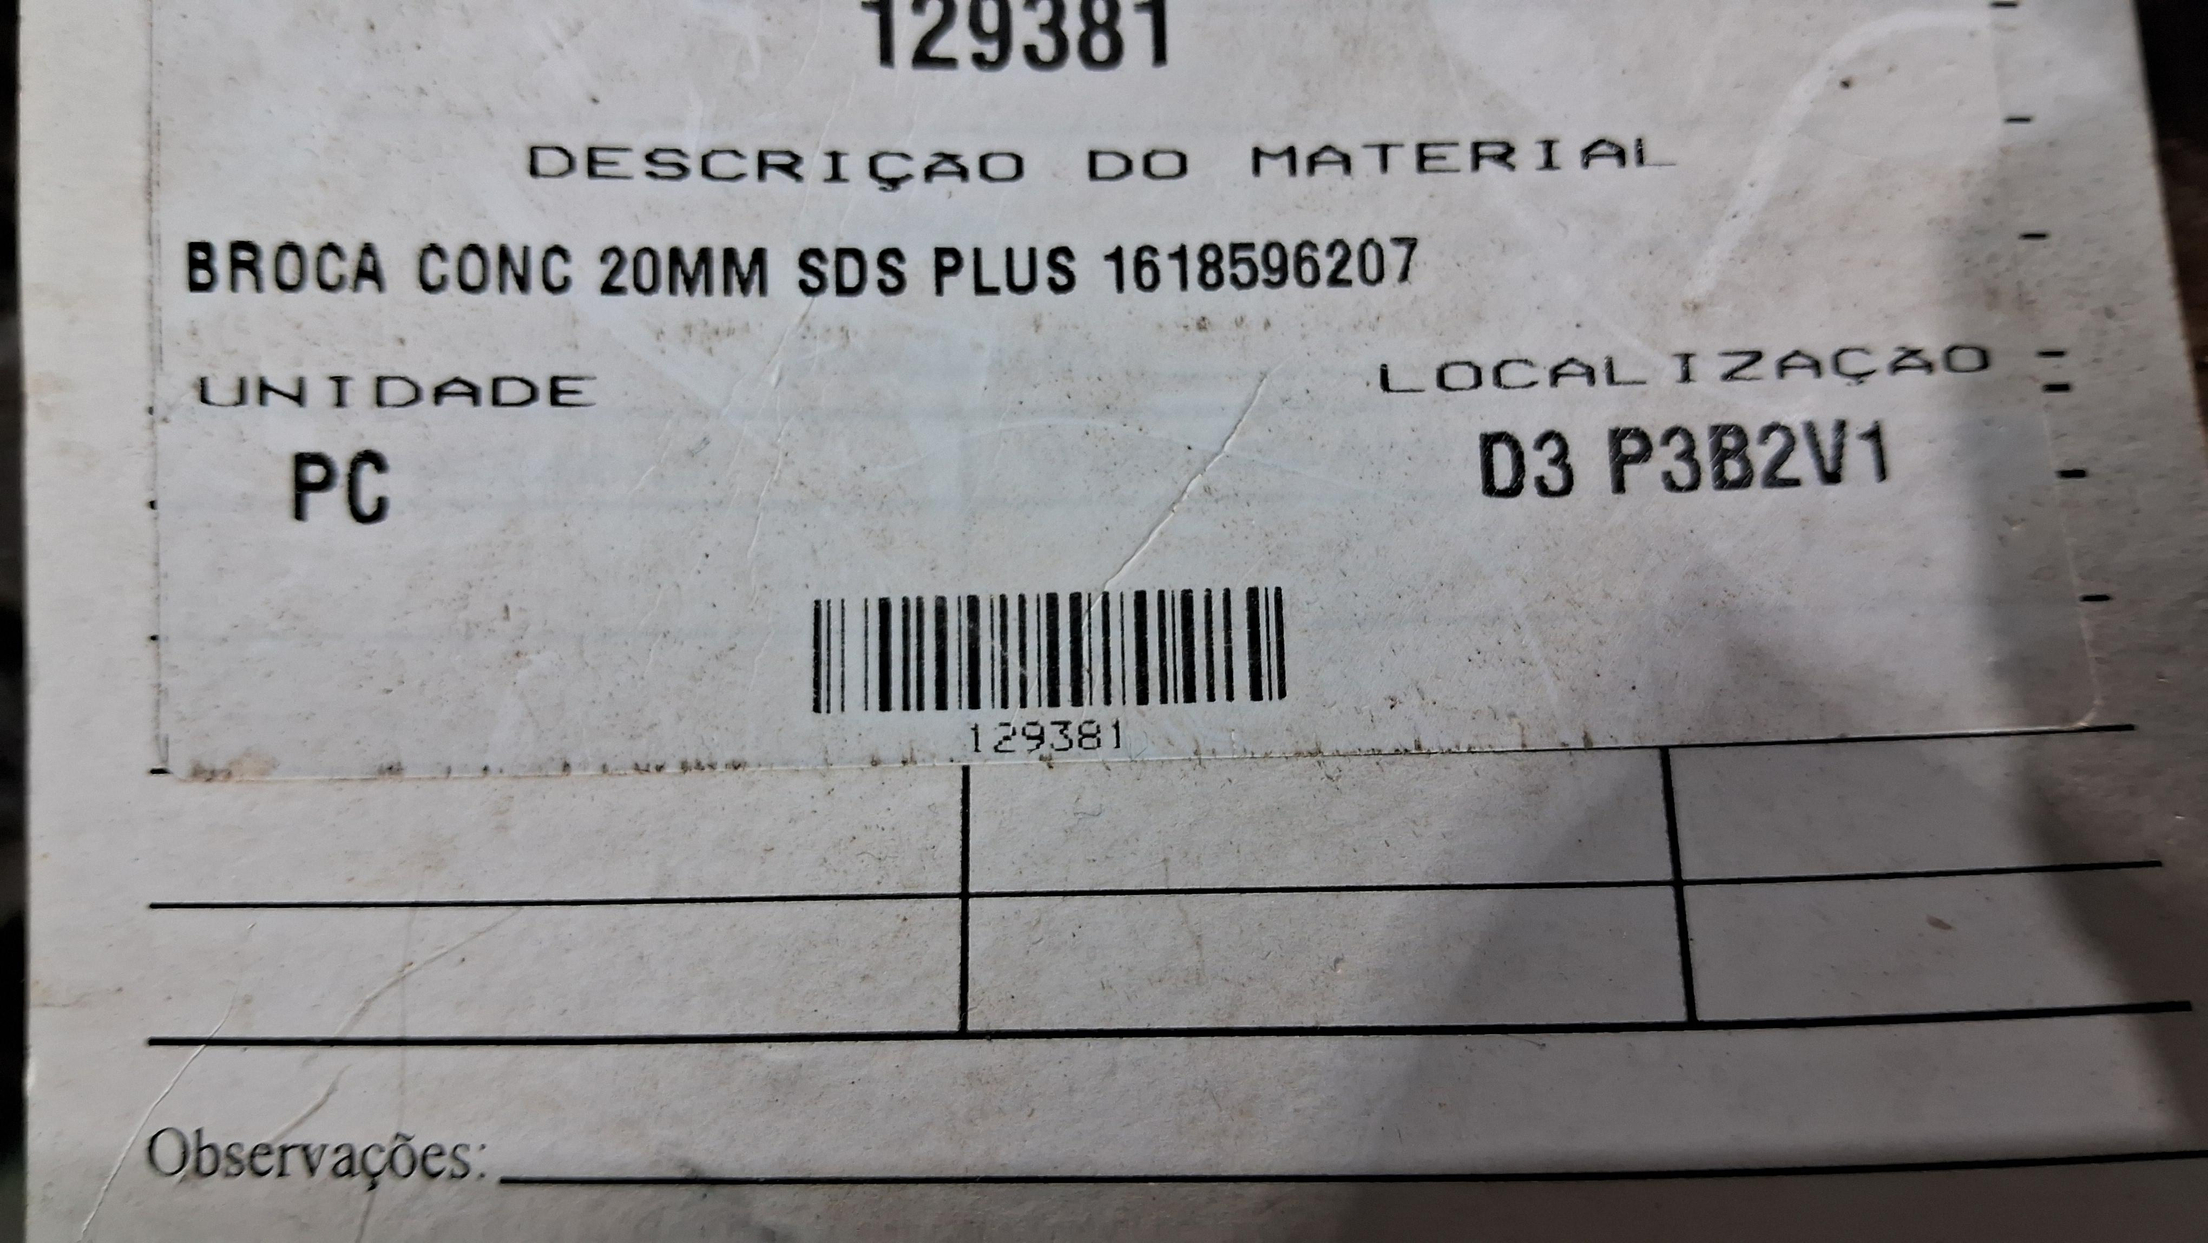 129381
DESCRIÇÃO DO MATERIAL
BROCA CONC 20MM SDS PLUS 1618596207
UNIDADE
LOCALIZAÇÃO
PC
D3 P3B2V1
129381
Observações: